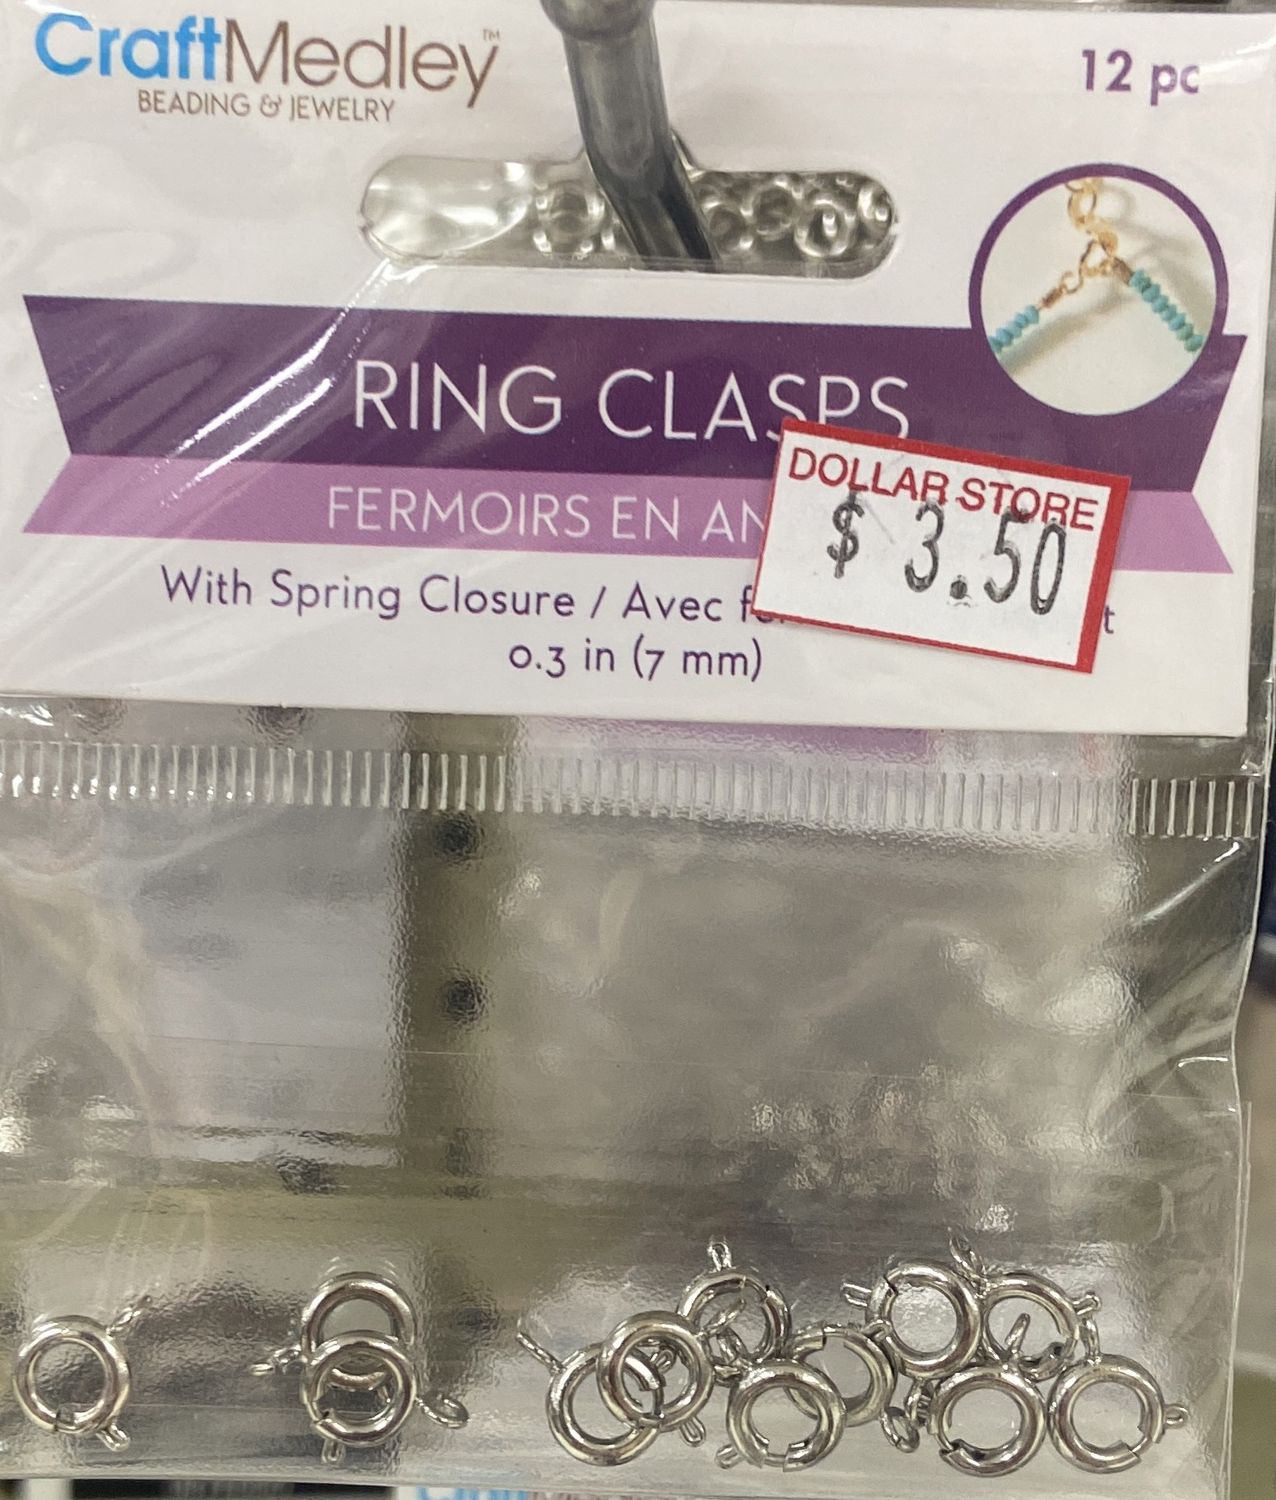 CraftMedley™
BEADING & JEWELRY
12 pc
RING CLASPS
FERMOIRS EN
DOLLAR STORE
$ 3.50
With Spring Closure / Avec
0.3 in (7 mm)